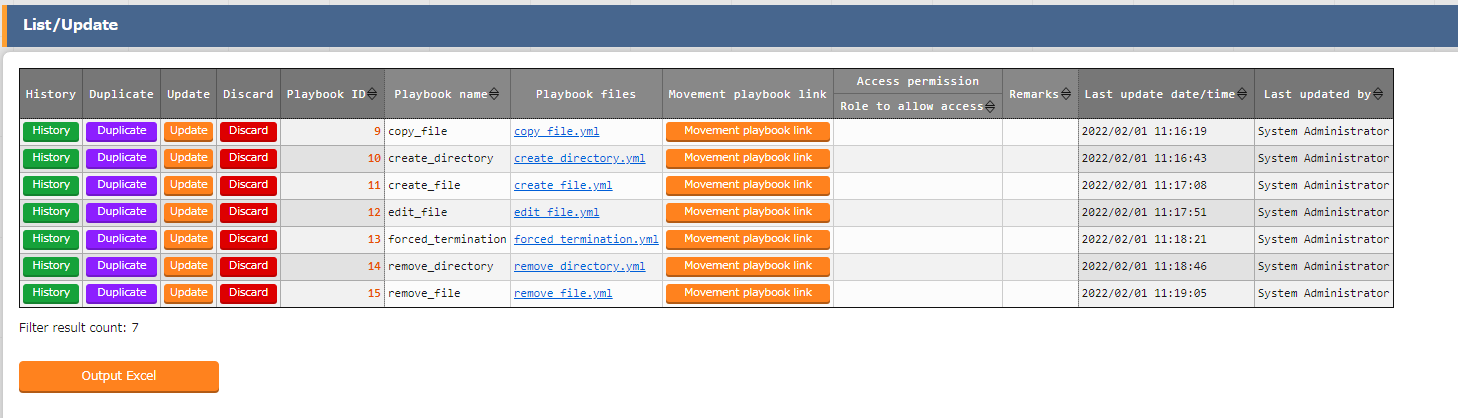 List/Update
History Duplicate Update Discard Playbook ID Playbook name Playbook files Movement playbook link Access permission Remarks Last update date/time Last updated by
Role to allow access
History Duplicate Update Discard 9 copy_file copy_file.yml Movement playbook link 2022/02/01 11:16:19 System Administrator
History Duplicate Update Discard 10 create_directory create_directory.yml Movement playbook link 2022/02/01 11:16:43 System Administrator
History Duplicate Update Discard 11 create_file create_file.yml Movement playbook link 2022/02/01 11:17:08 System Administrator
History Duplicate Update Discard 12 edit_file edit_file.yml Movement playbook link 2022/02/01 11:17:51 System Administrator
History Duplicate Update Discard 13 forced_termination forced_termination.yml Movement playbook link 2022/02/01 11:18:21 System Administrator
History Duplicate Update Discard 14 remove_directory remove_directory.yml Movement playbook link 2022/02/01 11:18:46 System Administrator
History Duplicate Update Discard 15 remove_file remove_file.yml Movement playbook link 2022/02/01 11:19:05 System Administrator
Filter result count: 7
Output Excel